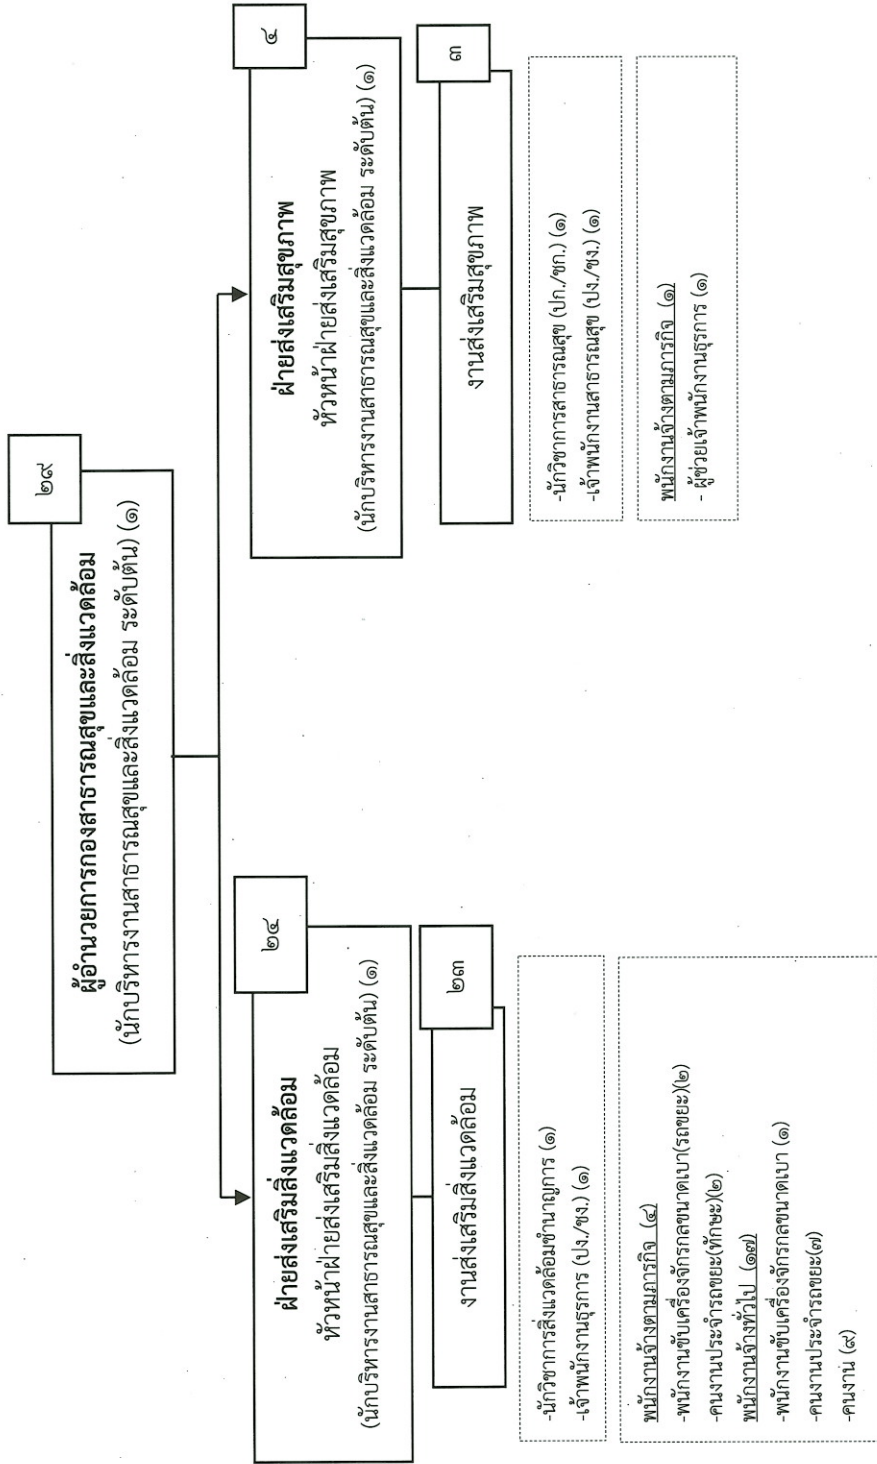 ๒๙
ผู้อำนวยการกองสาธารณสุขและสิ่งแวดล้อม
(นักบริหารงานสาธารณสุขและสิ่งแวดล้อม ระดับต้น) (๑)
๒๔
ฝ่ายส่งเสริมสิ่งแวดล้อม
หัวหน้าฝ่ายส่งเสริมสิ่งแวดล้อม
(นักบริหารงานสาธารณสุขและสิ่งแวดล้อม ระดับต้น) (๑)
๒๓
งานส่งเสริมสิ่งแวดล้อม
-นักวิชาการสิ่งแวดล้อมชำนาญการ (๑)
-เจ้าพนักงานธุรการ (ปง./ชง.) (๑)
พนักงานจ้างตามภารกิจ (๔)
-พนักงานขับเครื่องจักรกลขนาดเบา(รถขยะ)(๒)
-คนงานประจำรถขยะ(ทักษะ)(๒)
พนักงานจ้างทั่วไป (๑๗)
-พนักงานขับเครื่องจักรกลขนาดเบา (๑)
-คนงานประจำรถขยะ(๗)
-คนงาน (๙)
๔
ฝ่ายส่งเสริมสุขภาพ
หัวหน้าฝ่ายส่งเสริมสุขภาพ
(นักบริหารงานสาธารณสุขและสิ่งแวดล้อม ระดับต้น) (๑)
๓
งานส่งเสริมสุขภาพ
-นักวิชาการสาธารณสุข (ปก./ชก.) (๑)
-เจ้าพนักงานสาธารณสุข (ปง./ชง.) (๑)
พนักงานจ้างตามภารกิจ (๑)
- ผู้ช่วยเจ้าพนักงานธุรการ (๑)